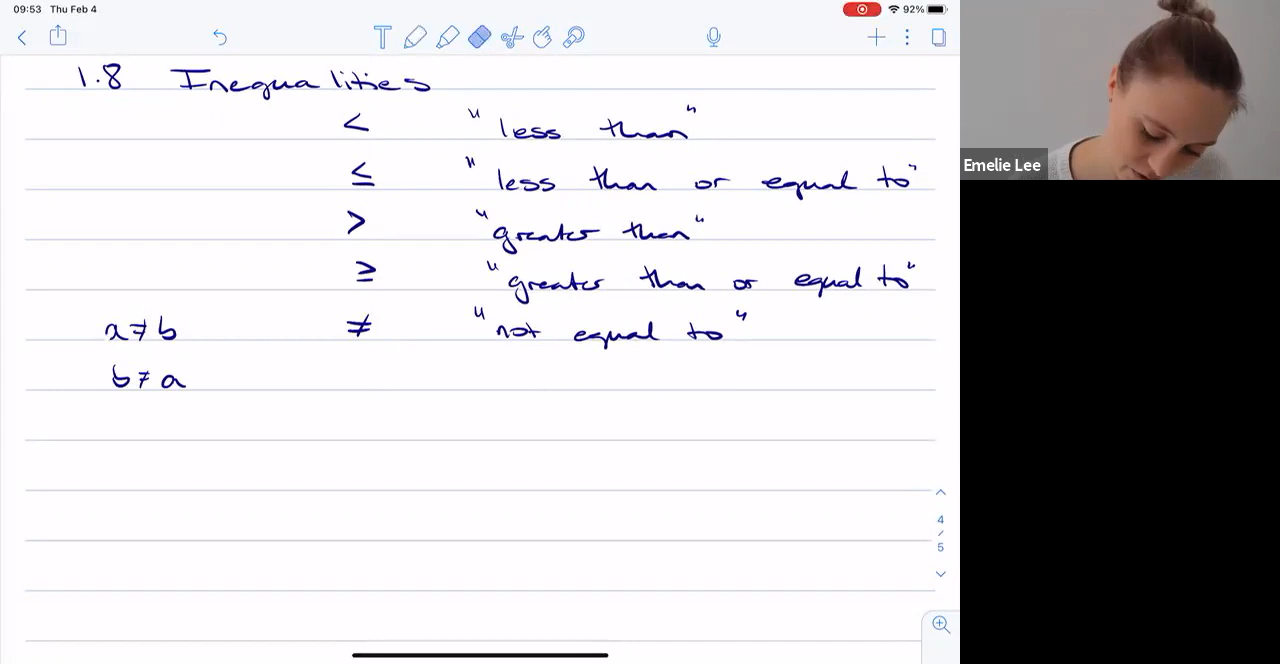 09:53 Thu Feb 4 92%
1.8 Inequalities
< "less than"
≤ "less than or equal to"
> "greater than"
≥ "greater than or equal to"
a≠b ≠ "not equal to"
b≠a
Emelie Lee
4
/
5